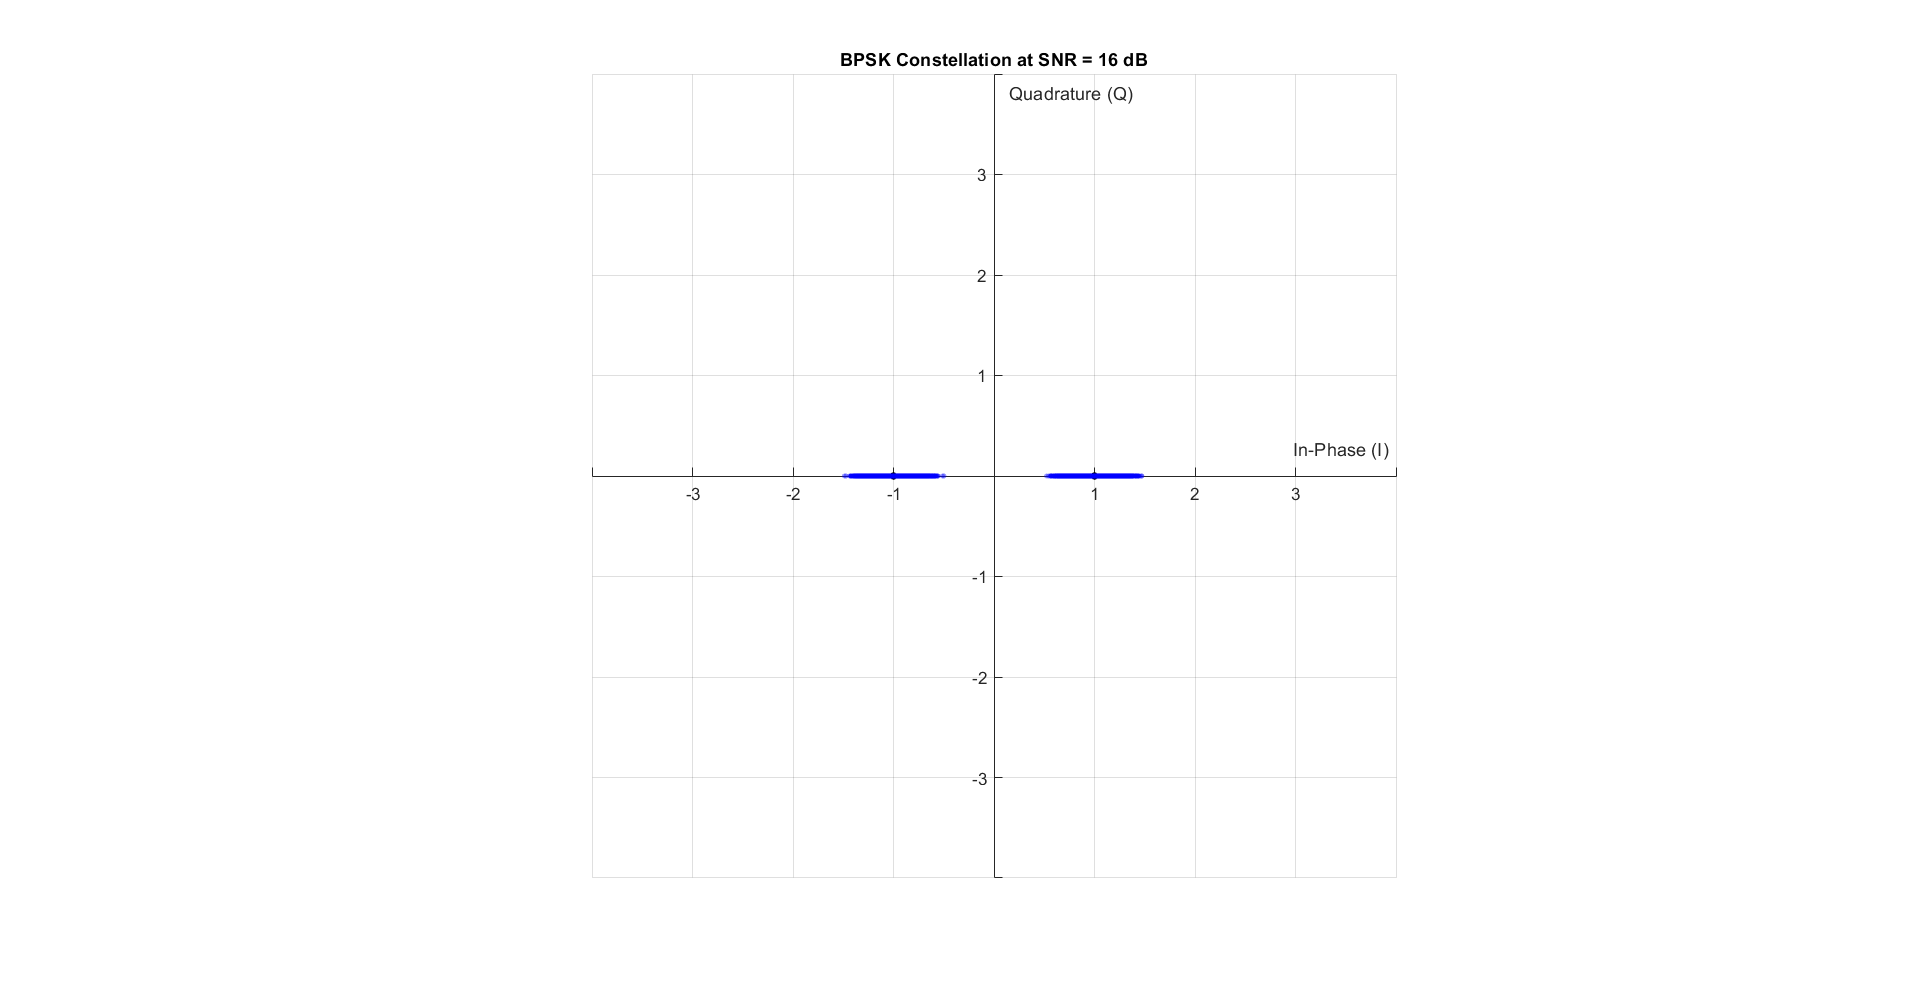 BPSK Constellation at SNR = 16 dB
Quadrature (Q)
3
2
1
In-Phase (I)
-3 -2 -1 1 2 3
-1
-2
-3